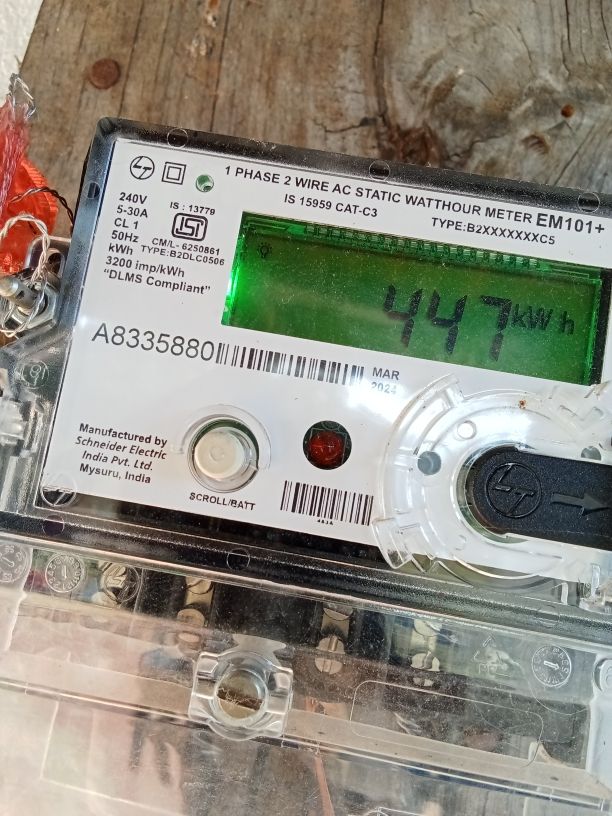 1 PHASE 2 WIRE AC STATIC WATTHOUR METER EM101+
IS 15959 CAT-C3
TYPE:B2XXXXXXXC5
240V
5-30A
CL 1
50Hz
kWh
3200 imp/kWh
"DLMS Compliant"
IS : 13779
ISI
CM/L- 6250861
TYPE:B2DLC0506
447 kWh
A8335880
MAR
2024
Manufactured by
Schneider Electric
India Pvt. Ltd.
Mysuru, India
SCROLL/BATT
LT